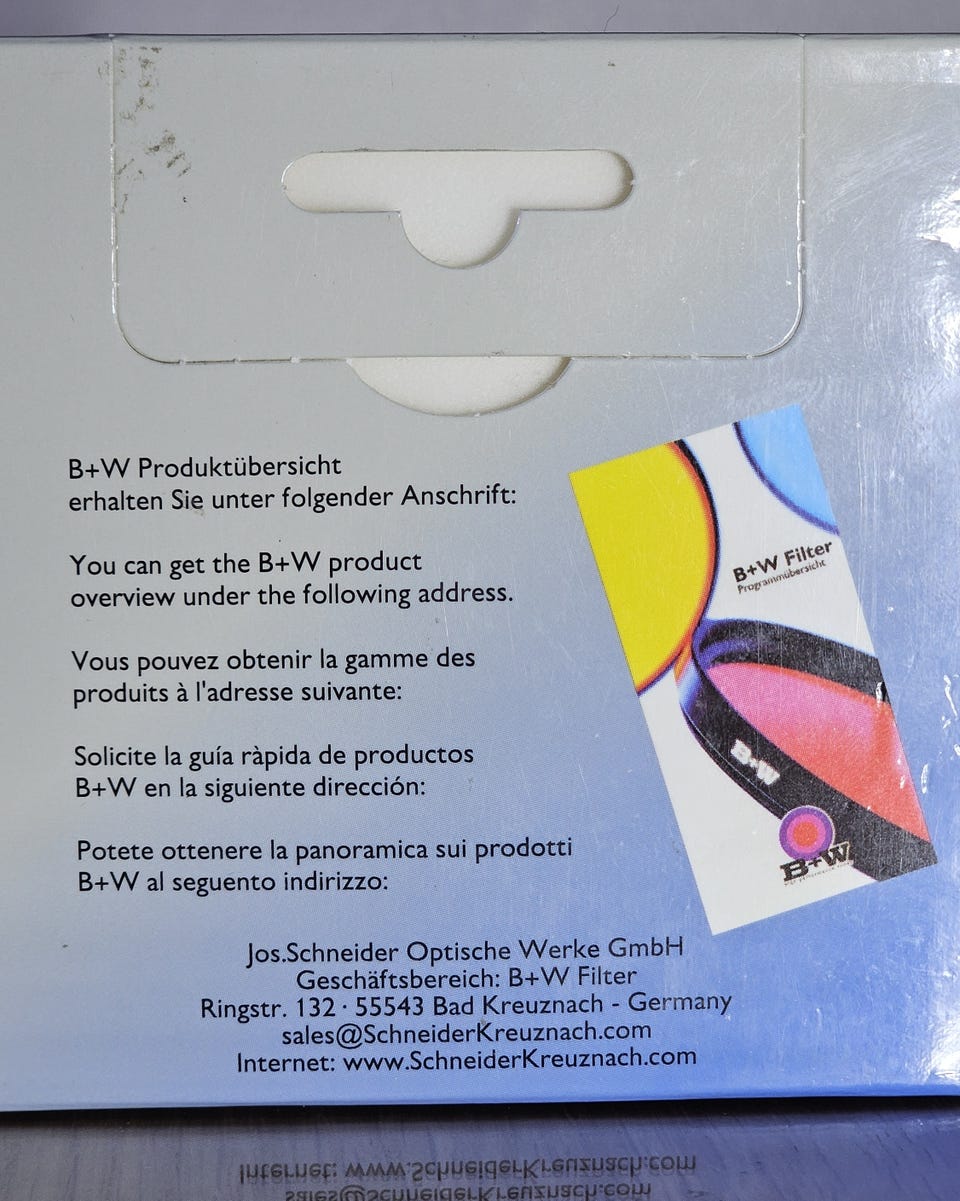 B+W Produktübersicht
erhalten Sie unter folgender Anschrift:
You can get the B+W product
overview under the following address.
Vous pouvez obtenir la gamme des
produits à l'adresse suivante:
Solicite la guía ràpida de productos
B+W en la siguiente dirección:
Potete ottenere la panoramica sui prodotti
B+W al seguento indirizzo:
B+W Filter
Programmübersicht
B+W
B+W
Jos.Schneider Optische Werke GmbH
Geschäftsbereich: B+W Filter
Ringstr. 132 · 55543 Bad Kreuznach - Germany
sales@SchneiderKreuznach.com
Internet: www.SchneiderKreuznach.com